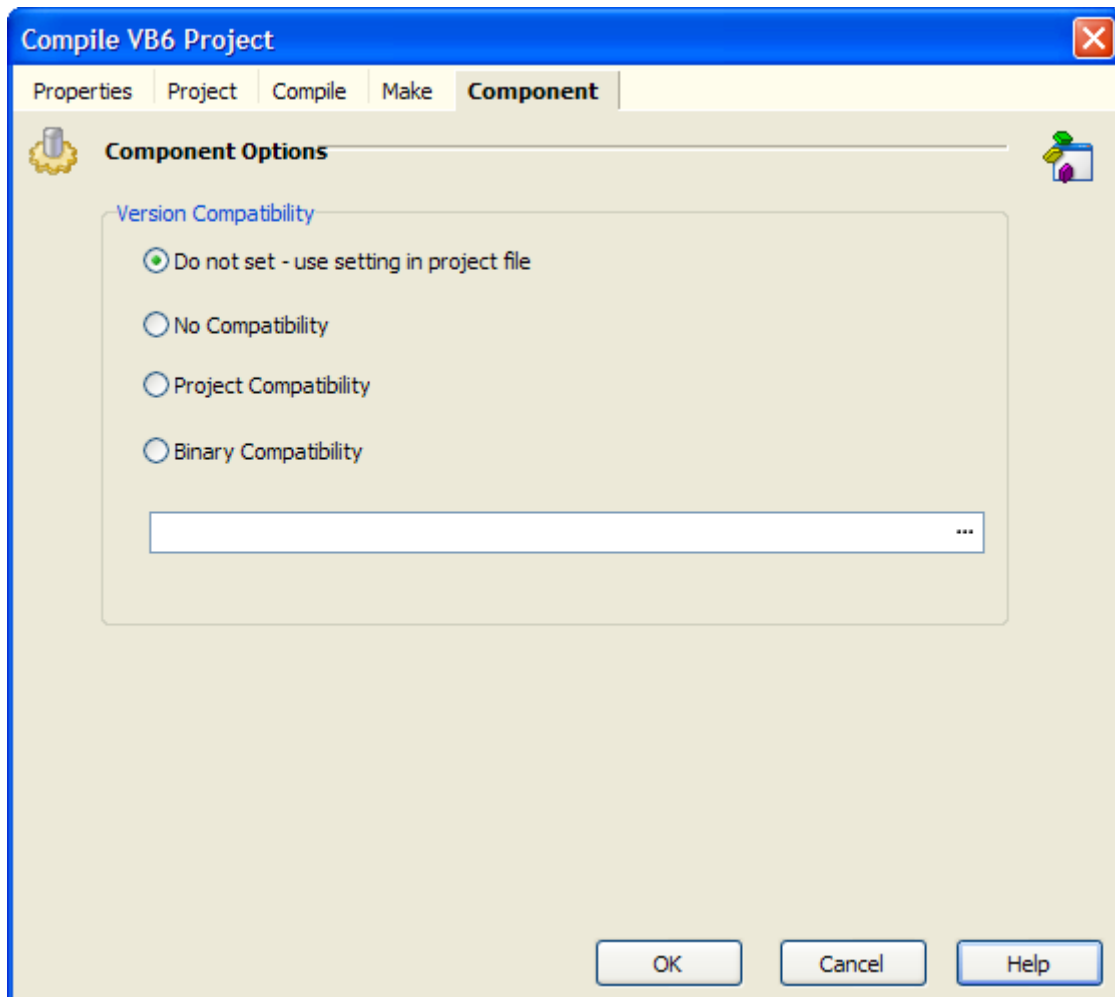 Compile VB6 Project
Properties Project Compile Make Component
Component Options
Version Compatibility
Do not set - use setting in project file
No Compatibility
Project Compatibility
Binary Compatibility
...
OK Cancel Help